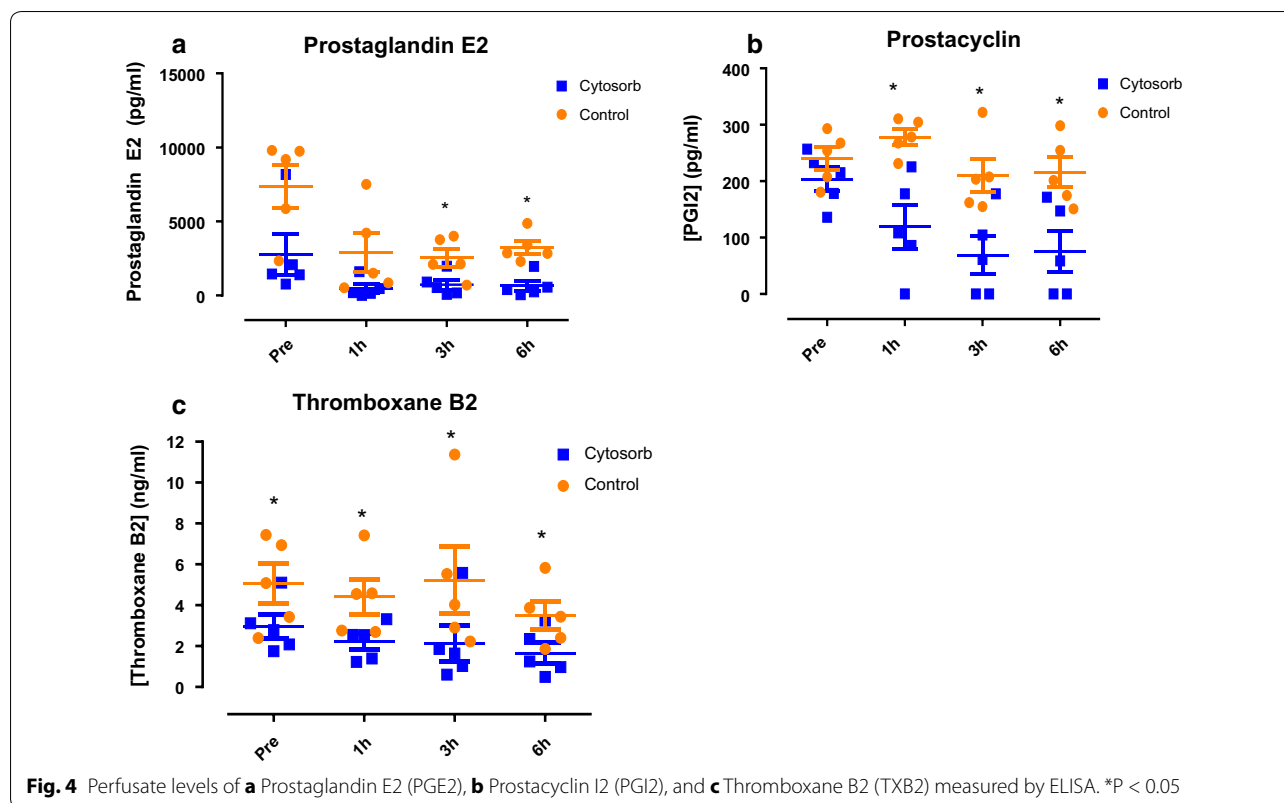 a
Prostaglandin E2
Prostaglandin E2 (pg/ml)
15000
10000
5000
0
Cytosorb
Control
*
*
Pre
1h
3h
6h
b
Prostacyclin
[PGI2] (pg/ml)
400
300
200
100
0
Cytosorb
Control
*
*
*
Pre
1h
3h
6h
c
Thromboxane B2
[Thromboxane B2] (ng/ml)
12
10
8
6
4
2
0
Cytosorb
Control
*
*
*
*
Pre
1h
3h
6h
Fig. 4 Perfusate levels of a Prostaglandin E2 (PGE2), b Prostacyclin I2 (PGI2), and c Thromboxane B2 (TXB2) measured by ELISA. *P < 0.05